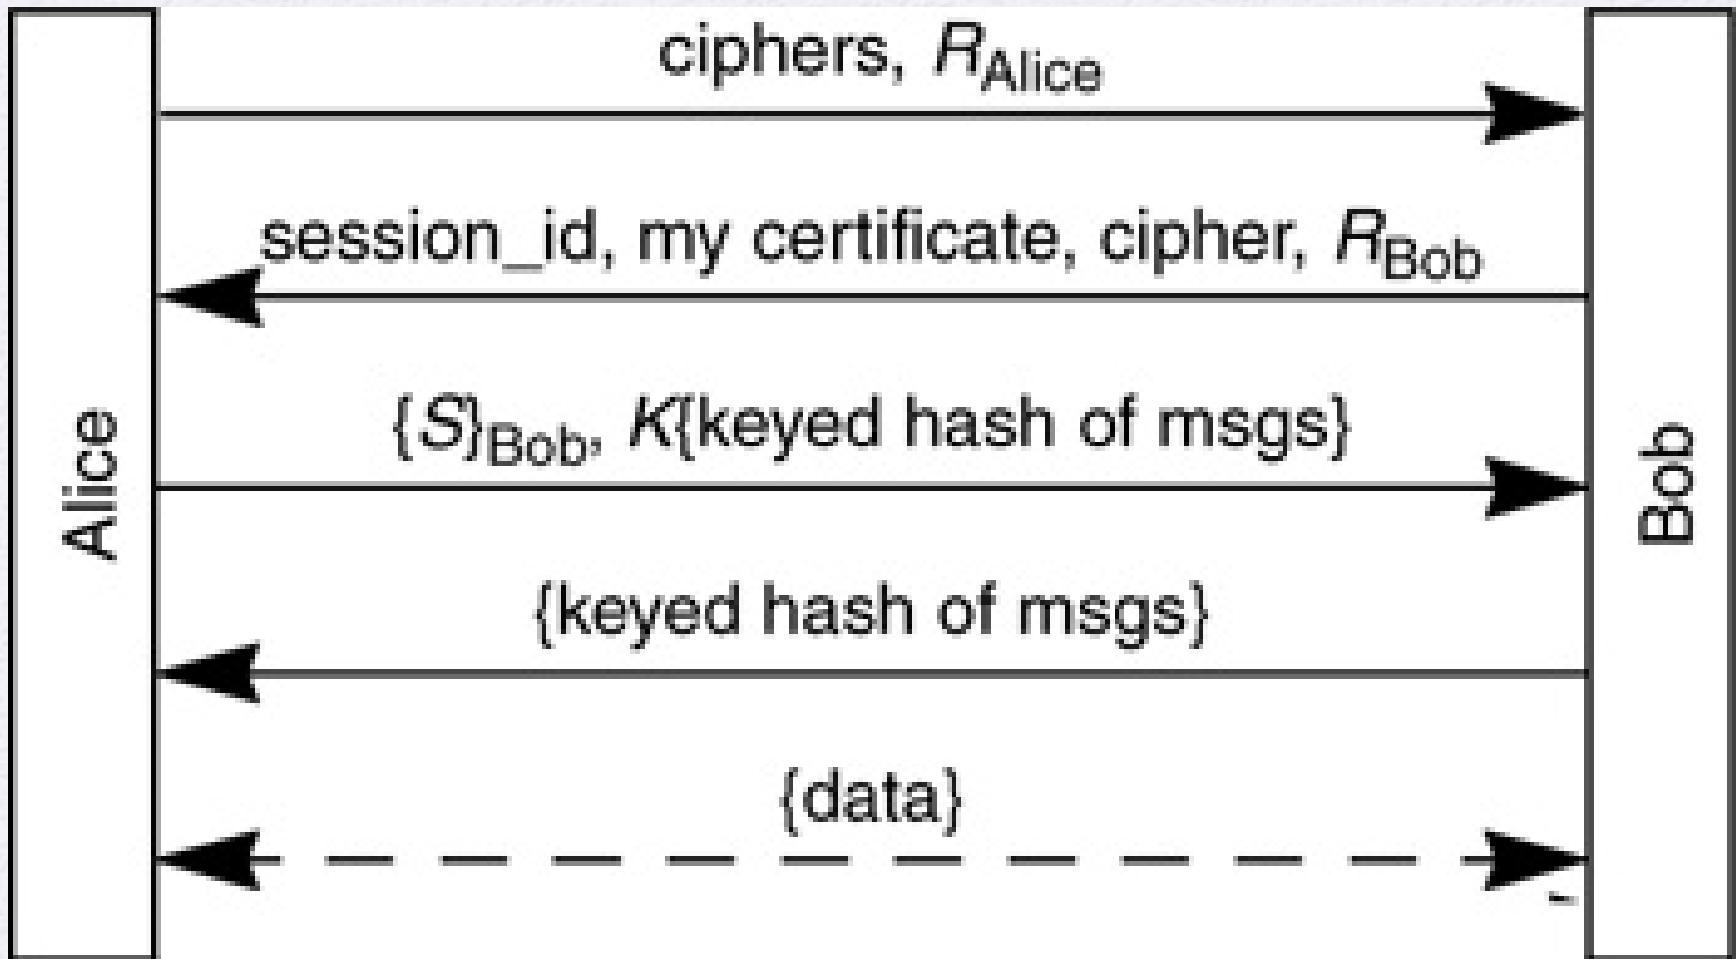 ciphers, R_Alice
session_id, my certificate, cipher, R_Bob
{S}_Bob, K{keyed hash of msgs}
Alice
Bob
{keyed hash of msgs}
{data}